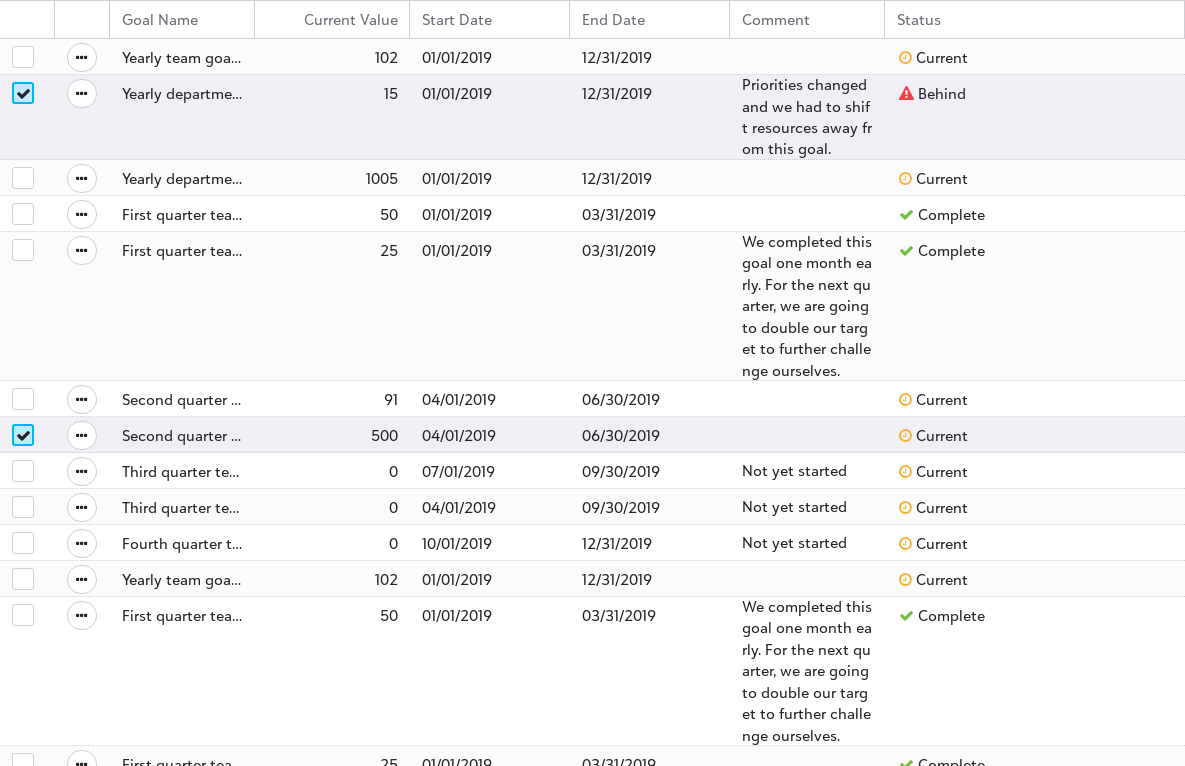 Goal Name Current Value Start Date End Date Comment Status
Yearly team goa... 102 01/01/2019 12/31/2019 Current
Yearly departme... 15 01/01/2019 12/31/2019 Priorities changed Behind
and we had to shif
t resources away fr
om this goal.
Yearly departme... 1005 01/01/2019 12/31/2019 Current
First quarter tea... 50 01/01/2019 03/31/2019 Complete
First quarter tea... 25 01/01/2019 03/31/2019 We completed this Complete
goal one month ea
rly. For the next qu
arter, we are going
to double our targ
et to further challe
nge ourselves.
Second quarter ... 91 04/01/2019 06/30/2019 Current
Second quarter ... 500 04/01/2019 06/30/2019 Current
Third quarter te... 0 07/01/2019 09/30/2019 Not yet started Current
Third quarter te... 0 04/01/2019 09/30/2019 Not yet started Current
Fourth quarter t... 0 10/01/2019 12/31/2019 Not yet started Current
Yearly team goa... 102 01/01/2019 12/31/2019 Current
First quarter tea... 50 01/01/2019 03/31/2019 We completed this Complete
goal one month ea
rly. For the next qu
arter, we are going
to double our targ
et to further challe
nge ourselves.
First quarter tea... 25 01/01/2019 03/31/2019 Complete